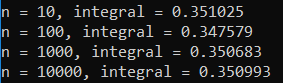 n = 10, integral = 0.351025
n = 100, integral = 0.347579
n = 1000, integral = 0.350683
n = 10000, integral = 0.350993